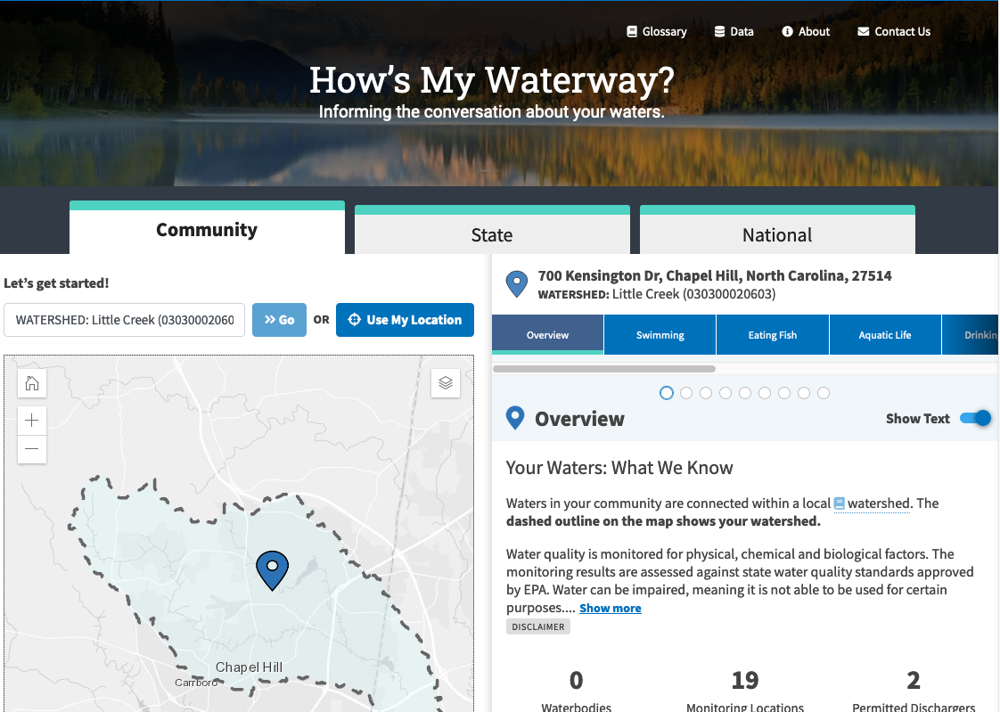 Glossary
Data
About
Contact Us
How's My Waterway?
Informing the conversation about your waters.
Community
State
National
Let's get started!
WATERSHED: Little Creek (03030002060
Go
OR
Use My Location
Chapel Hill
Carrboro
700 Kensington Dr, Chapel Hill, North Carolina, 27514
WATERSHED: Little Creek (030300020603)
Overview
Swimming
Eating Fish
Aquatic Life
Drinkin
Overview
Show Text
Your Waters: What We Know
Waters in your community are connected within a local watershed. The
dashed outline on the map shows your watershed.
Water quality is monitored for physical, chemical and biological factors. The
monitoring results are assessed against state water quality standards approved
by EPA. Water can be impaired, meaning it is not able to be used for certain
purposes.... Show more
DISCLAIMER
0
19
2
Waterbodies
Monitoring Locations
Permitted Dischargers